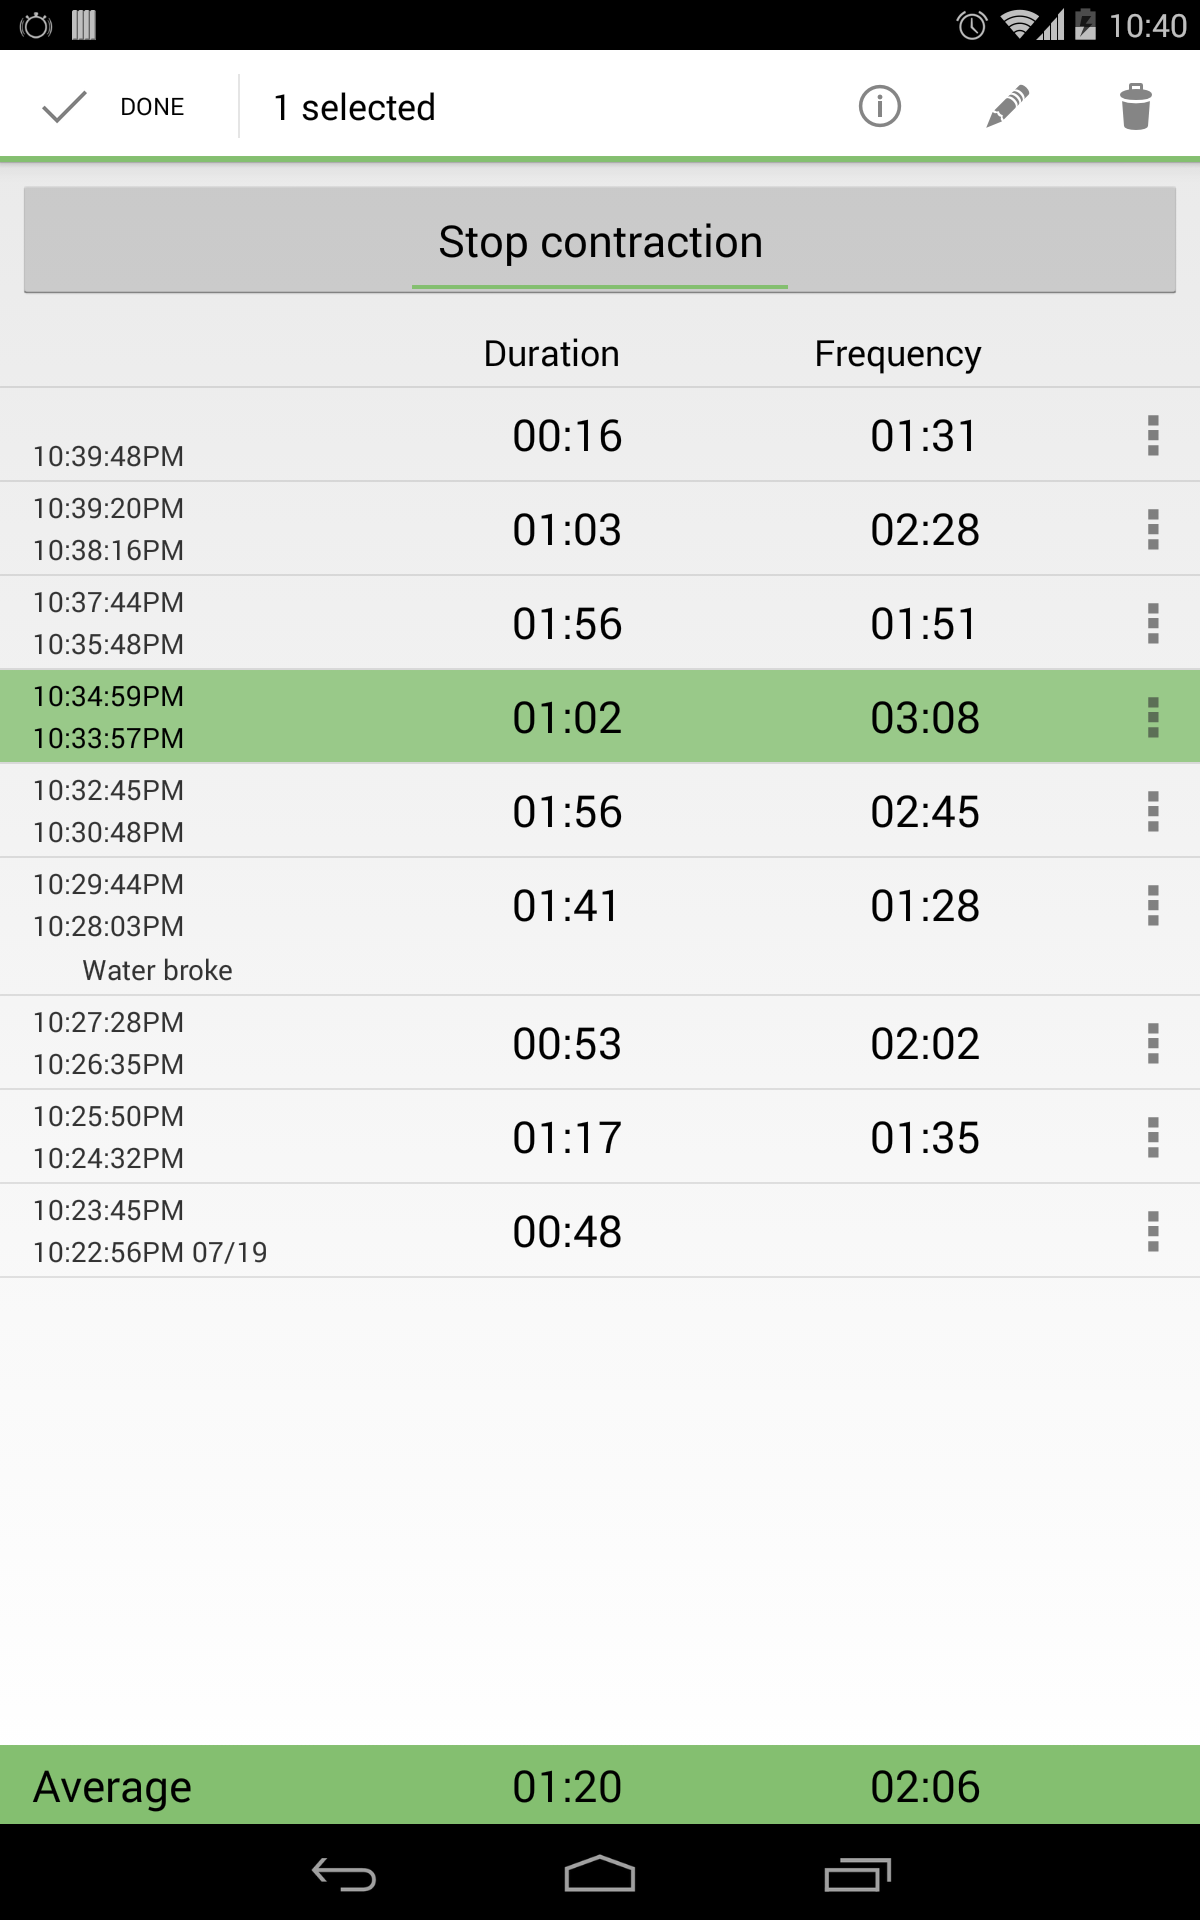 10:40
DONE
1 selected
Stop contraction
Duration Frequency
00:16 01:31
10:39:48PM
10:39:20PM
01:03 02:28
10:38:16PM
10:37:44PM
01:56 01:51
10:35:48PM
10:34:59PM
01:02 03:08
10:33:57PM
10:32:45PM
01:56 02:45
10:30:48PM
10:29:44PM
01:41 01:28
10:28:03PM
Water broke
10:27:28PM
00:53 02:02
10:26:35PM
10:25:50PM
01:17 01:35
10:24:32PM
10:23:45PM
00:48
10:22:56PM 07/19
Average 01:20 02:06